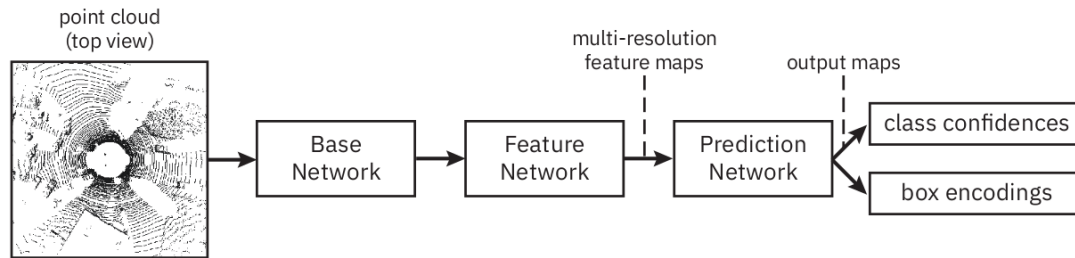 point cloud
(top view)
multi-resolution
feature maps
output maps
Base
Network
Feature
Network
Prediction
Network
class confidences
box encodings